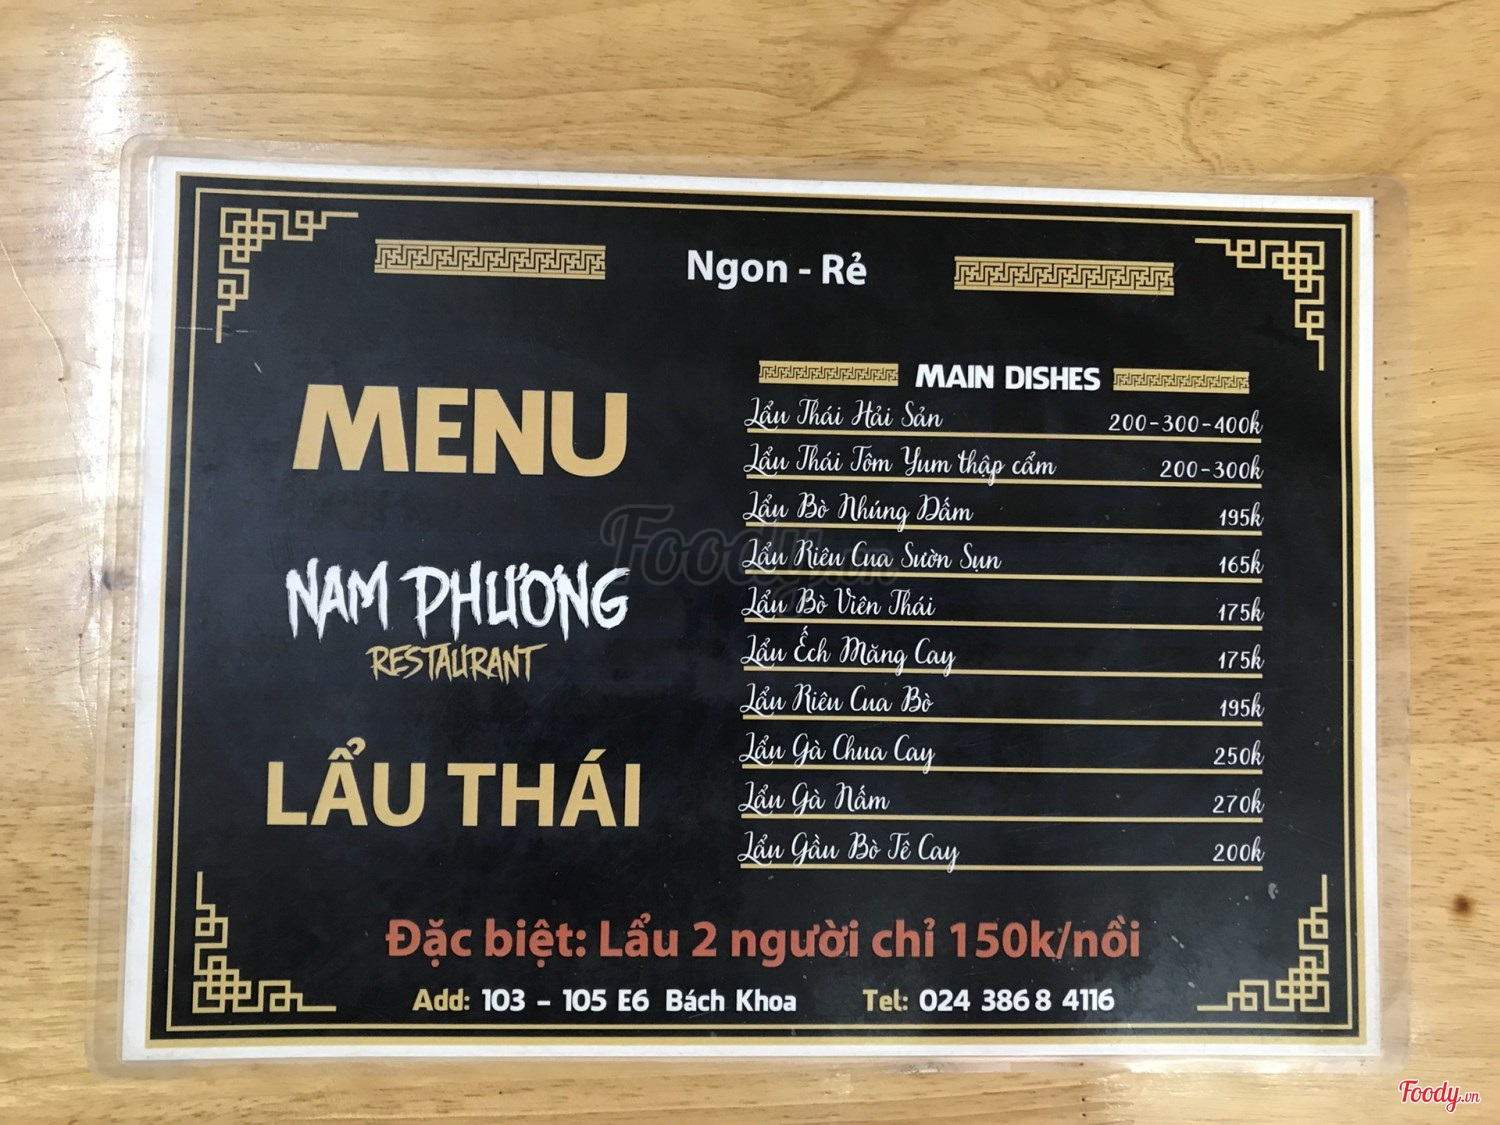 Ngon - Rẻ
MENU
NAM PHƯƠNG
RESTAURANT
LẨU THÁI
MAIN DISHES
Lẩu Thái Hải Sản 200-300-400k
Lẩu Thái Tôm Yum thập cẩm 200-300k
Lẩu Bò Nhúng Dấm 195k
Lẩu Riêu Cua Sườn Sụn 165k
Lẩu Bò Viên Thái 175k
Lẩu Ếch Măng Cay 175k
Lẩu Riêu Cua Bò 195k
Lẩu Gà Chua Cay 250k
Lẩu Gà Nấm 270k
Lẩu Gầu Bò Tê Cay 200k
Đặc biệt: Lẩu 2 người chỉ 150k/nồi
Add: 103 - 105 E6 Bách Khoa Tel: 024 386 8 4116
Foody.vn
Foody.vn